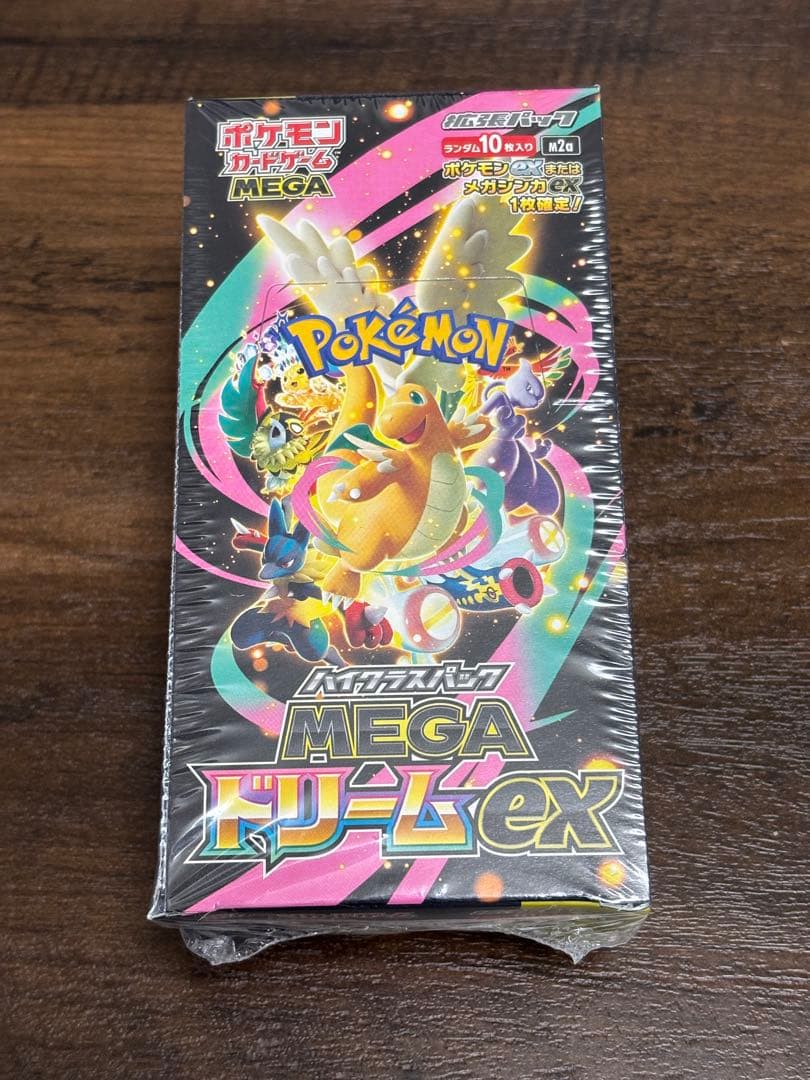 ポケモン
カードゲーム
MEGA
拡張パック
ランダム10枚入り M2a
ポケモンexまたは
メガシンカex
1枚確定!
POKÉMON
TM
ハイクラスパック
MEGA
ドリームex